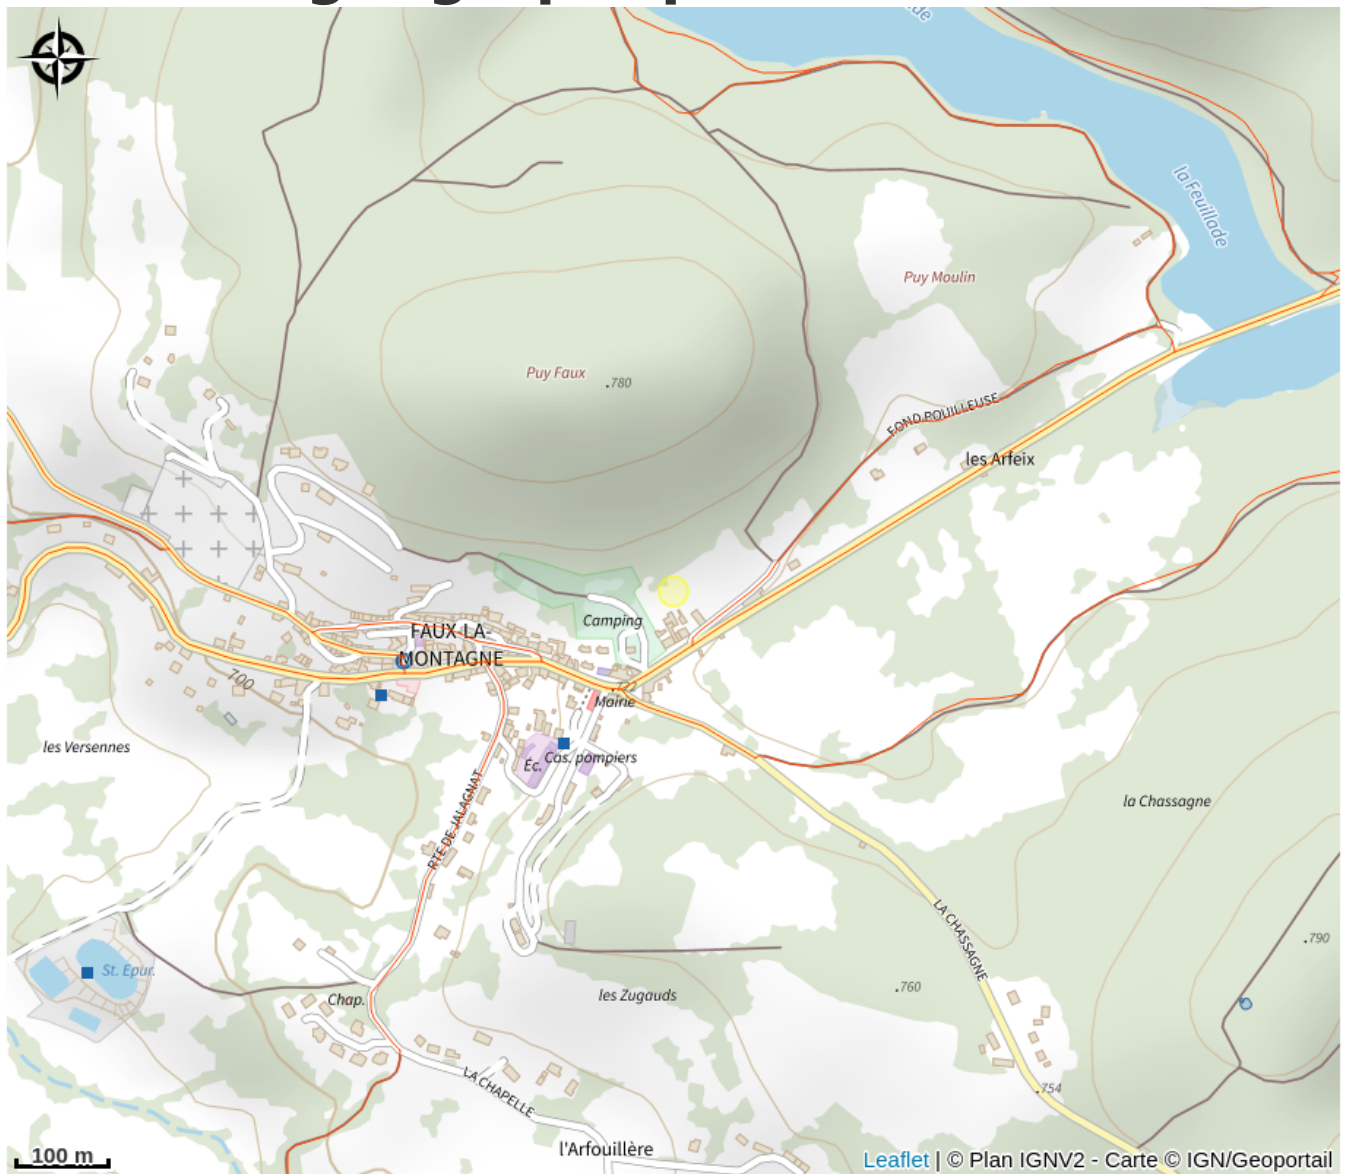 de
la Feuillade
Puy Moulin
Puy Faux
780
FOND POUILLEUSE
les Arfeix
Camping
FAUX-LA-
MONTAGNE
700
Mairie
les Versennes
Éc.
Cas. pompiers
RTE DE JALAGNAT
la Chassagne
LA CHASSAGNE
790
St. Epur.
760
les Zugauds
Chap.
LA CHAPELLE
754
l'Arfouillère
100 m
Leaflet | © Plan IGNV2 - Carte © IGN/Geoportail